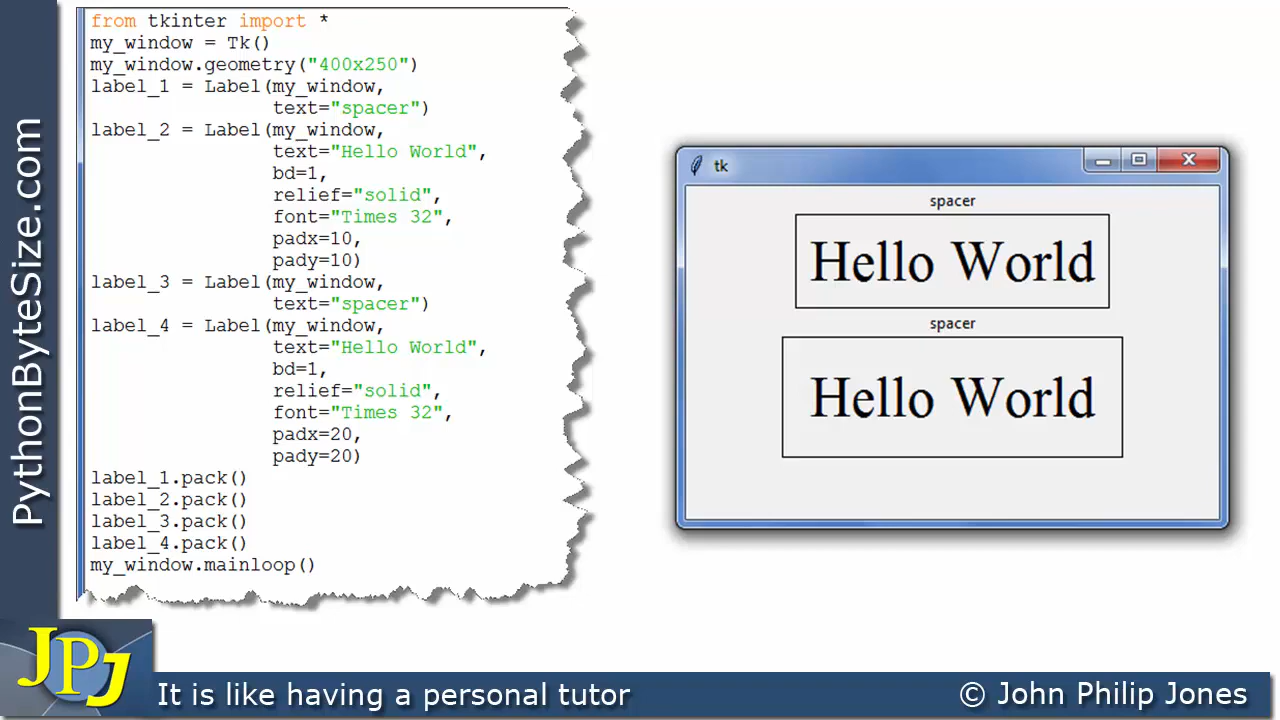 PythonByteSize.com
from tkinter import *
my_window = Tk()
my_window.geometry("400x250")
label_1 = Label(my_window,
                text="spacer")
label_2 = Label(my_window,
                text="Hello World",
                bd=1,
                relief="solid",
                font="Times 32",
                padx=10,
                pady=10)
label_3 = Label(my_window,
                text="spacer")
label_4 = Label(my_window,
                text="Hello World",
                bd=1,
                relief="solid",
                font="Times 32",
                padx=20,
                pady=20)
label_1.pack()
label_2.pack()
label_3.pack()
label_4.pack()
my_window.mainloop()
tk
spacer
Hello World
spacer
Hello World
JPJ
It is like having a personal tutor
© John Philip Jones